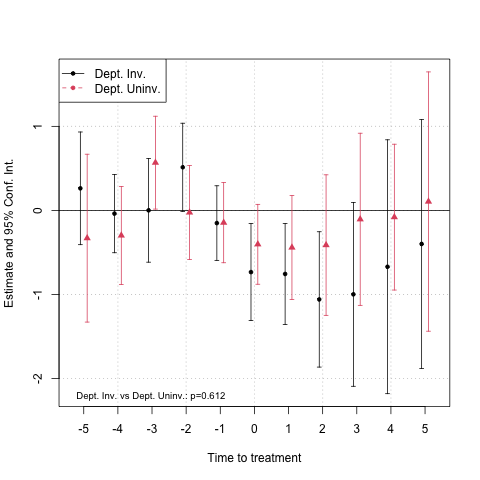 Dept. Inv.
Dept. Uninv.
Estimate and 95% Conf. Int.
1
0
-1
-2
Dept. Inv. vs Dept. Uninv.: p=0.612
-5 -4 -3 -2 -1 0 1 2 3 4 5
Time to treatment